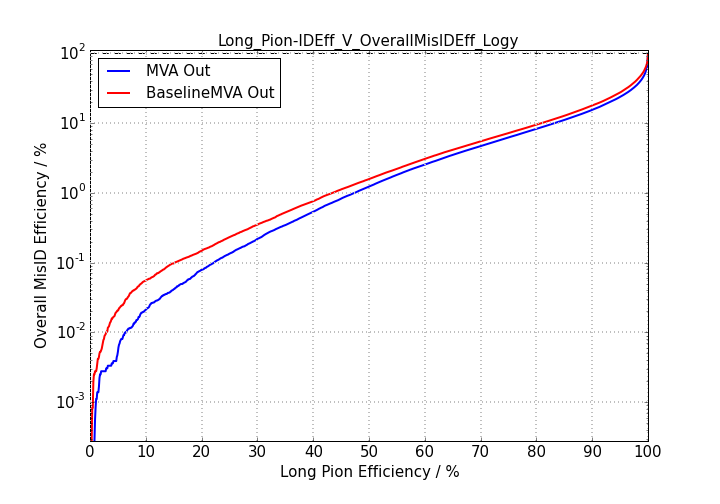 Long_Pion-IDEff_V_OverallMisIDEff_Logy
MVA Out
BaselineMVA Out
Overall MisID Efficiency / %
10^2
10^1
10^0
10^-1
10^-2
10^-3
0 10 20 30 40 50 60 70 80 90 100
Long Pion Efficiency / %